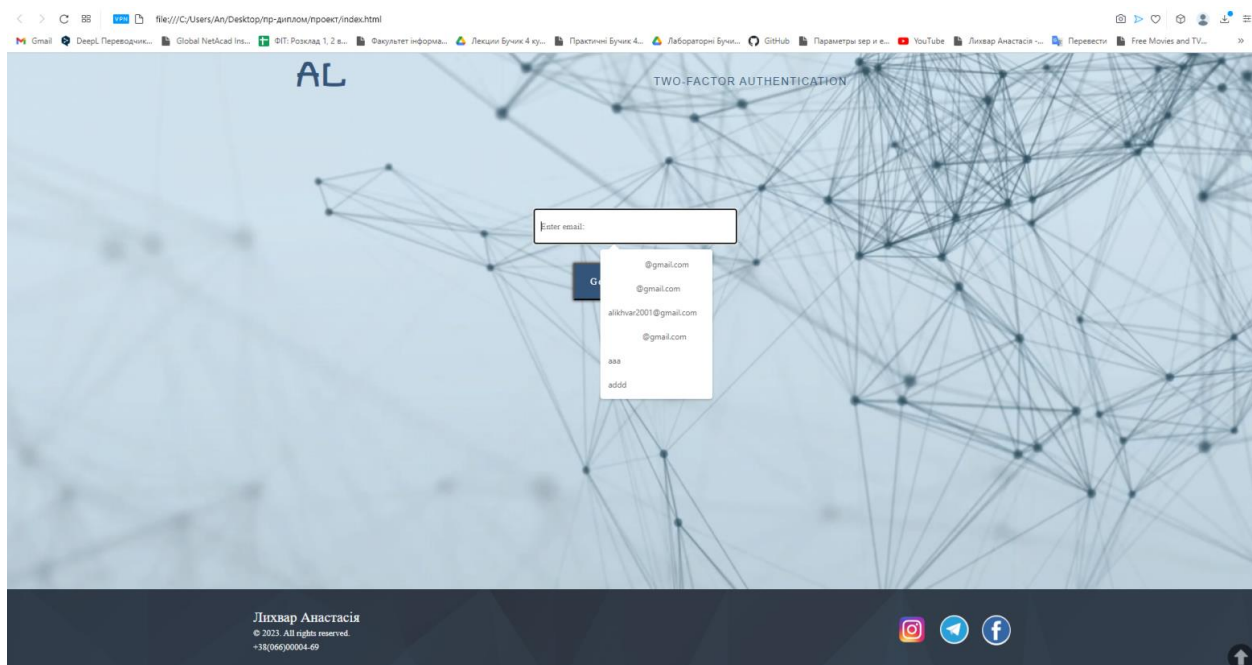 VPN file:///C:/Users/An/Desktop/пр-диплом/проект/index.html
Gmail DeepL Переводчик... Global NetAcad Ins... ФІТ: Розклад 1, 2 в... Факультет інформа... Лекции Бучик 4 ку... Практичні Бучик 4... Лабораторні Бучи... GitHub Параметры sep и е... YouTube Лихвар Анастасія -... Перевести Free Movies and TV... »
AL
TWO-FACTOR AUTHENTICATION
Enter email:
@gmail.com
@gmail.com
alikhvar2001@gmail.com
@gmail.com
aaa
addd
Лихвар Анастасія
© 2023. All rights reserved.
+38(066)00004-69